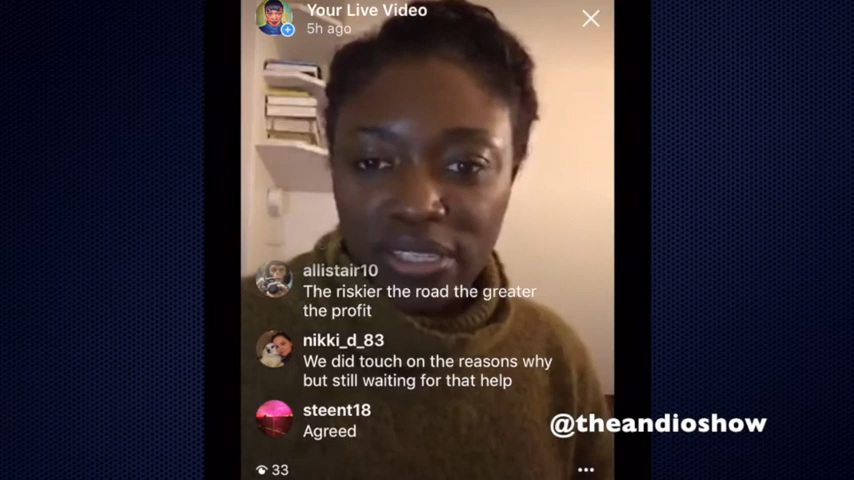 Your Live Video
5h ago
allistair10
The riskier the road the greater
the profit
nikki_d_83
We did touch on the reasons why
but still waiting for that help
steent18
Agreed
@theandioshow
33